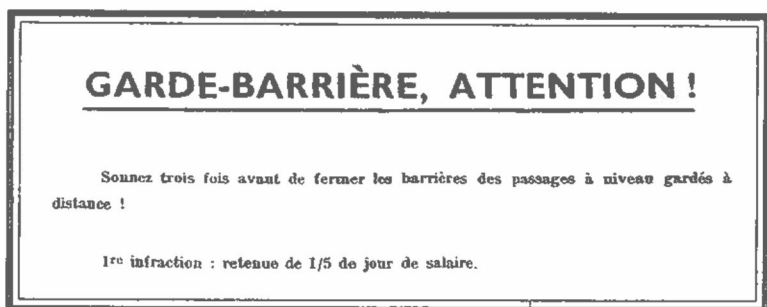 GARDE-BARRIÈRE, ATTENTION !
Sonnez trois fois avant de fermer les barrières des passages à niveau gardés à
distance !
1re infraction : retenue de 1/5 de jour de salaire.